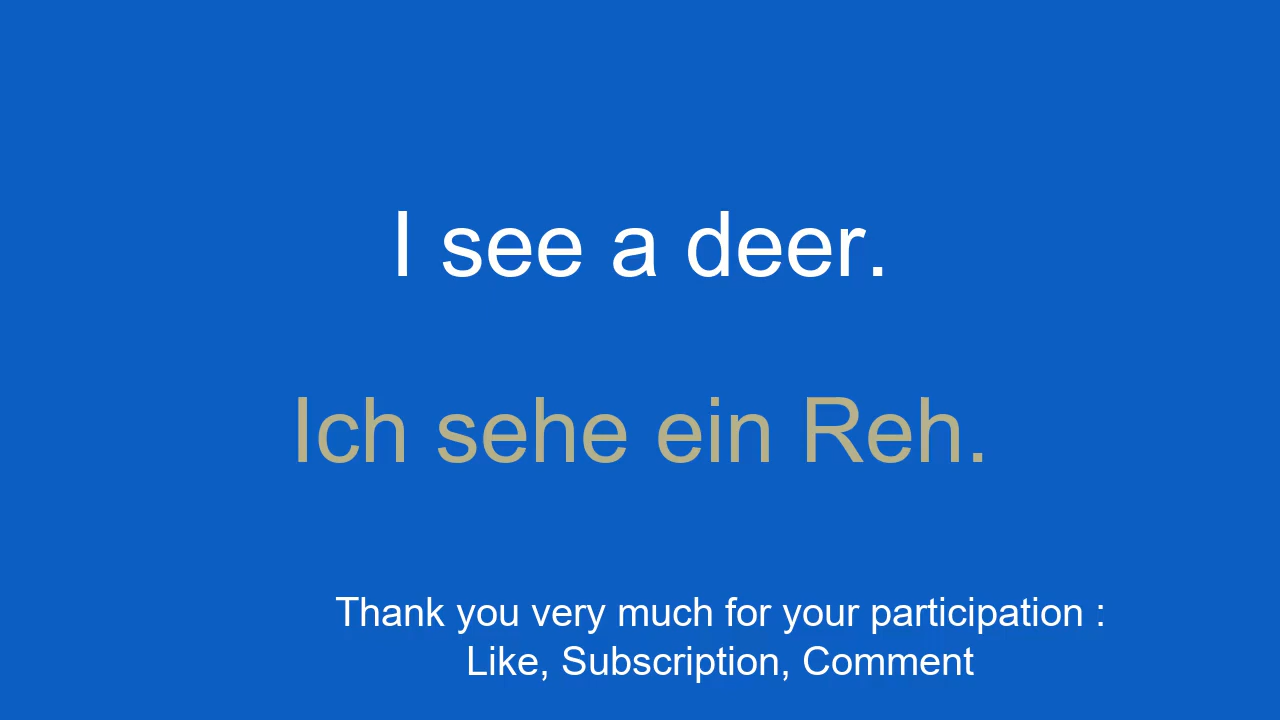 I see a deer.
Ich sehe ein Reh.
Thank you very much for your participation :
Like, Subscription, Comment